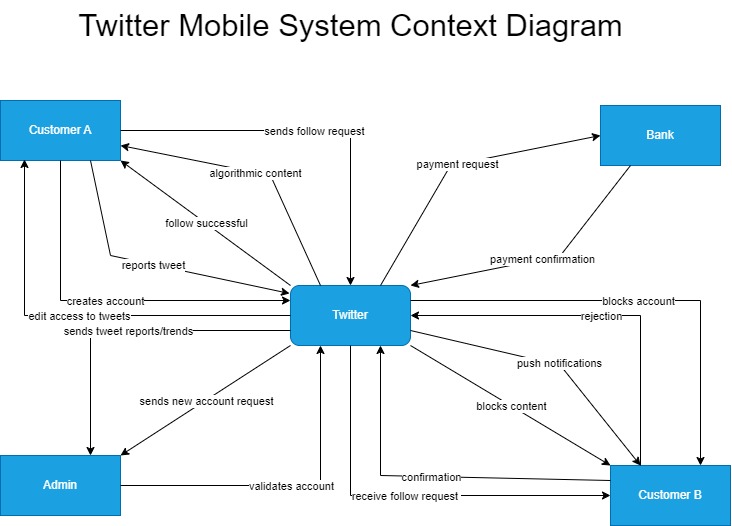 Twitter Mobile System Context Diagram
Customer A
sends follow request
Bank
payment request
algorithmic content
follow successful
payment confirmation
reports tweet
creates account
blocks account
edit access to tweets
Twitter
rejection
sends tweet reports/trends
push notifications
sends new account request
blocks content
confirmation
Admin
validates account
receive follow request
Customer B